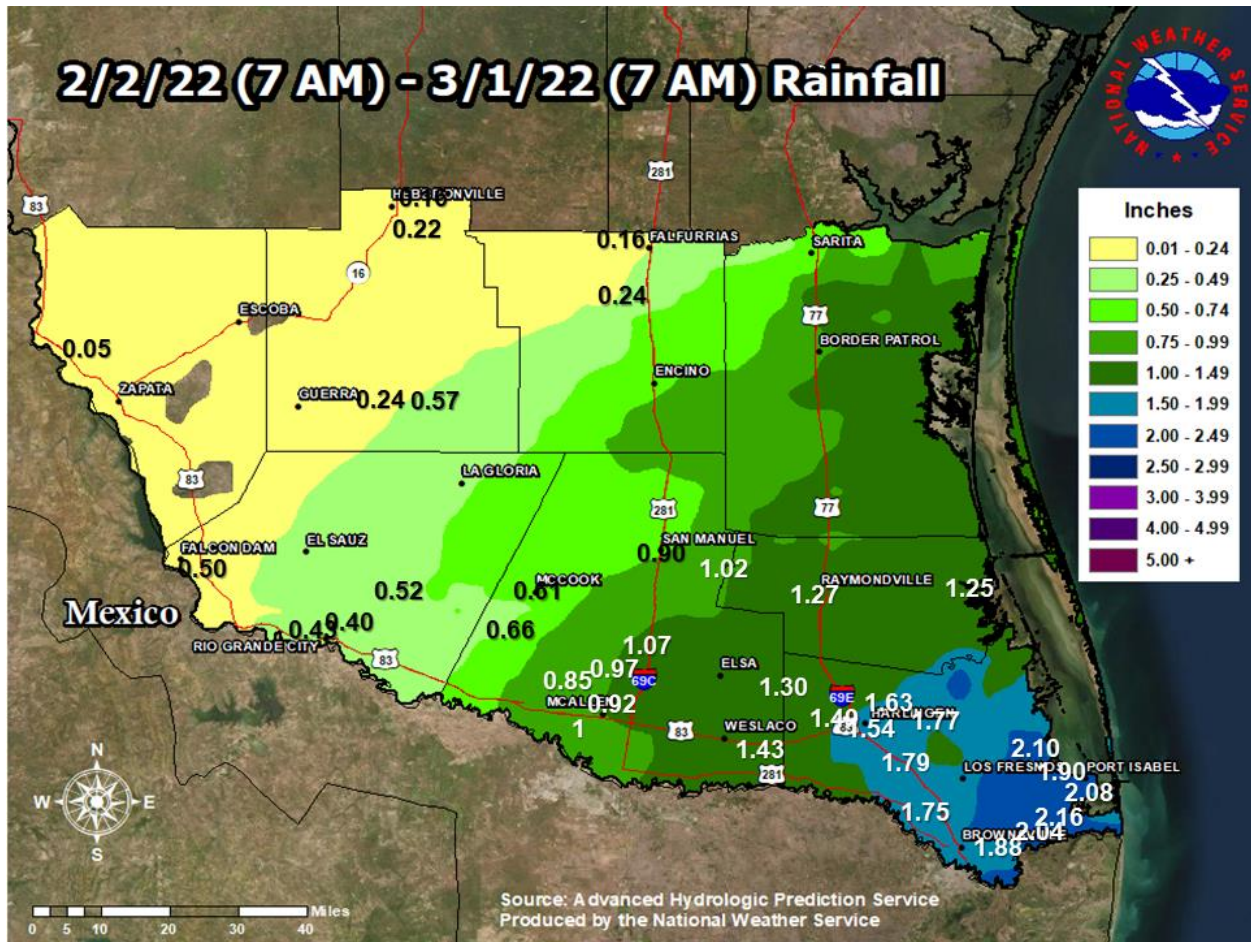 2/2/22 (7 AM) - 3/1/22 (7 AM) Rainfall
NATIONAL WEATHER SERVICE
Inches
0.01 - 0.24
0.25 - 0.49
0.50 - 0.74
0.75 - 0.99
1.00 - 1.49
1.50 - 1.99
2.00 - 2.49
2.50 - 2.99
3.00 - 3.99
4.00 - 4.99
5.00 +
83
281
HEBBRONVILLE
0.22
0.16
FALFURRIAS
SARITA
16
0.24
ESCOBA
77
0.05
BORDER PATROL
ZAPATA
ENCINO
GUERRA
0.24
0.57
LA GLORIA
83
281
77
EL SAUZ
SAN MANUEL
FALCON DAM
0.90
0.50
1.02
MCCOOK
RAYMONDVILLE
0.52
0.61
1.27
1.25
Mexico
0.40
0.66
RIO GRANDE CITY
83
1.07
0.97
ELSA
0.85
69C
1.30
69E
MCALLEN
0.92
1.63
HARLINGEN
1.77
1
83
WESLACO
83
1.54
1.43
2.10
1.79
281
LOS FRESNOS
1.90
PORT ISABEL
2.08
1.75
2.16
BROWNSVILLE
2.04
1.88
N
W
E
S
Miles
0 5 10 20 30 40
Source: Advanced Hydrologic Prediction Service
Produced by the National Weather Service